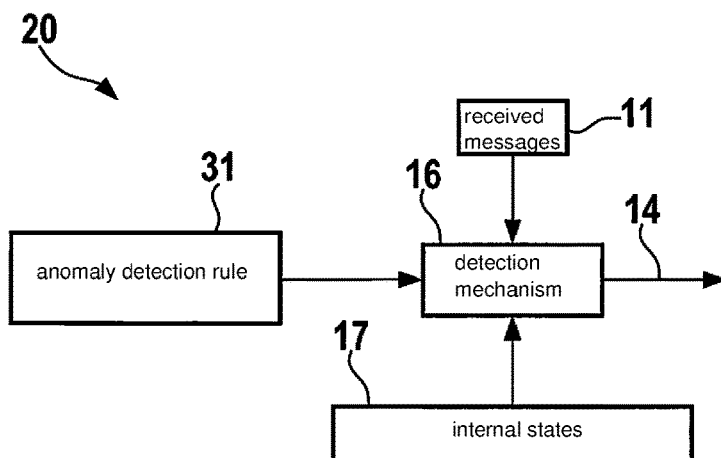 20
received
messages
11
31
16
14
anomaly detection rule
detection
mechanism
17
internal states